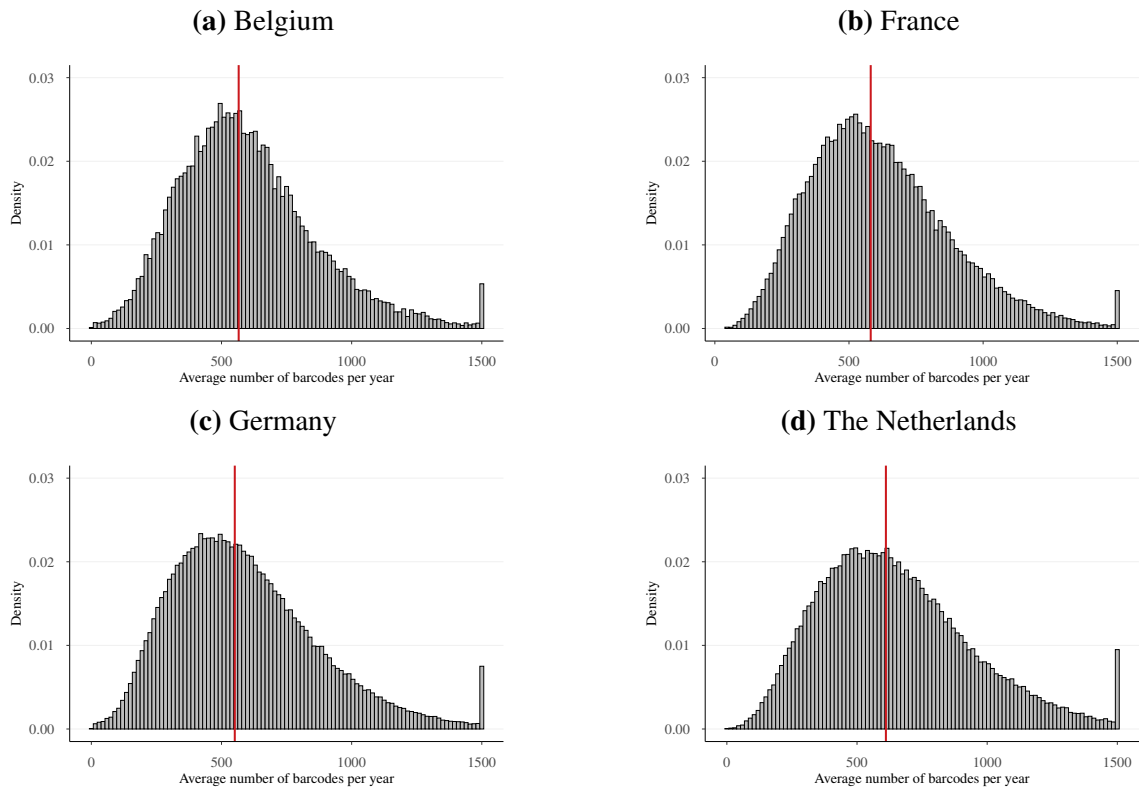 (a) Belgium
0.03
0.02
0.01
0.00
Density
0 500 1000 1500
Average number of barcodes per year
(b) France
0.03
0.02
0.01
0.00
Density
0 500 1000 1500
Average number of barcodes per year
(c) Germany
0.03
0.02
0.01
0.00
Density
0 500 1000 1500
Average number of barcodes per year
(d) The Netherlands
0.03
0.02
0.01
0.00
Density
0 500 1000 1500
Average number of barcodes per year